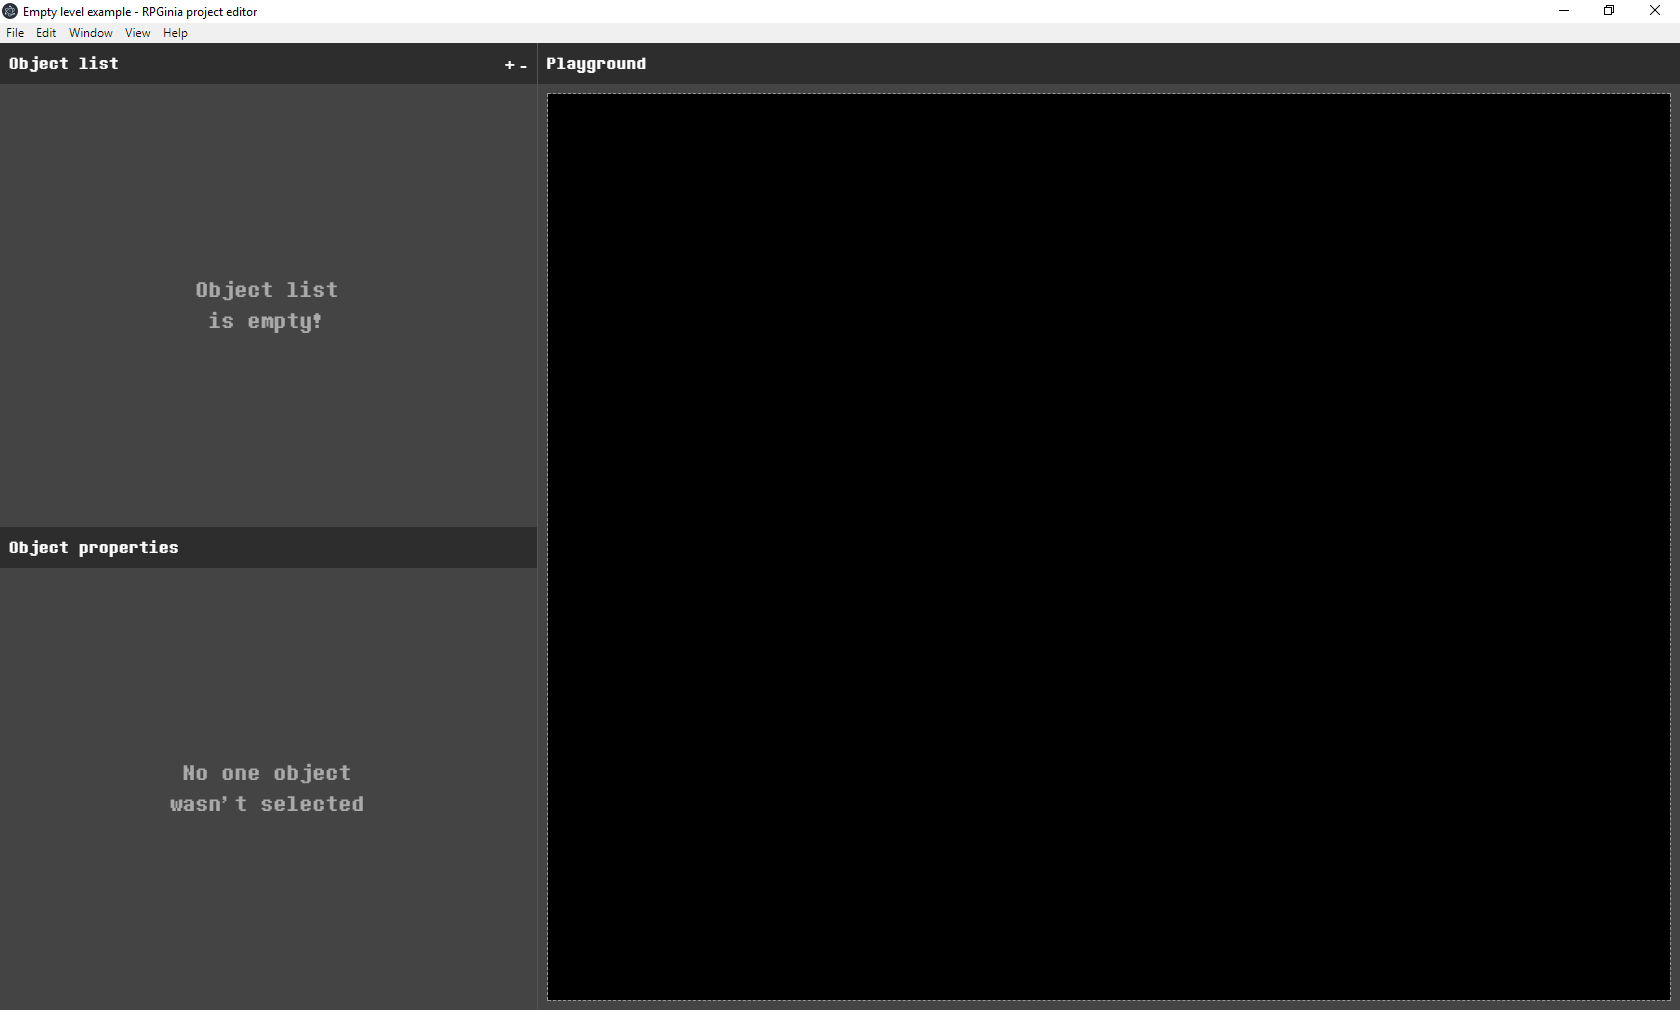 Empty level example - RPGinia project editor
File Edit Window View Help
Object list + -
Playground
Object list
is empty!
Object properties
No one object
wasn't selected